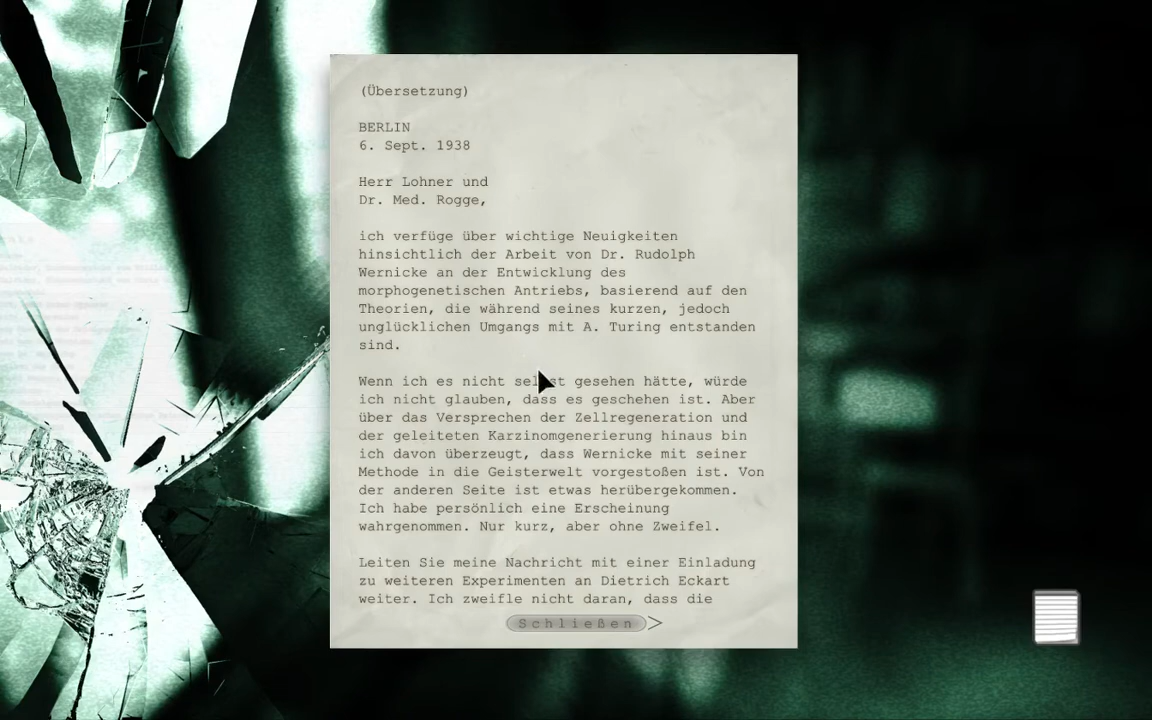 (Übersetzung)
BERLIN
6. Sept. 1938
Herr Lohner und
Dr. Med. Rogge,
ich verfüge über wichtige Neuigkeiten
hinsichtlich der Arbeit von Dr. Rudolph
Wernicke an der Entwicklung des
morphogenetischen Antriebs, basierend auf den
Theorien, die während seines kurzen, jedoch
unglücklichen Umgangs mit A. Turing entstanden
sind.
Wenn ich es nicht selbst gesehen hätte, würde
ich nicht glauben, dass es geschehen ist. Aber
über das Versprechen der Zellregeneration und
der geleiteten Karzinomgenerierung hinaus bin
ich davon überzeugt, dass Wernicke mit seiner
Methode in die Geisterwelt vorgestoßen ist. Von
der anderen Seite ist etwas herübergekommen.
Ich habe persönlich eine Erscheinung
wahrgenommen. Nur kurz, aber ohne Zweifel.
Leiten Sie meine Nachricht mit einer Einladung
zu weiteren Experimenten an Dietrich Eckart
weiter. Ich zweifle nicht daran, dass die
Schließen >